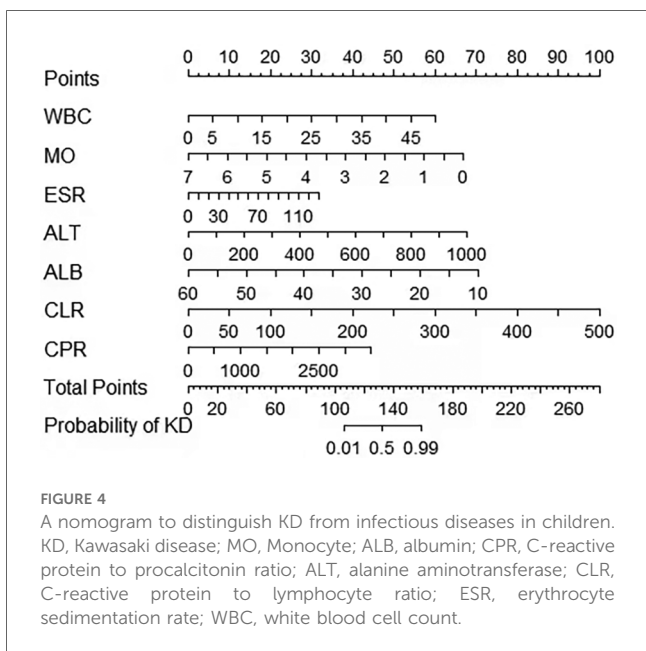 Points 0 10 20 30 40 50 60 70 80 90 100
WBC
0 5 15 25 35 45
MO
7 6 5 4 3 2 1 0
ESR
0 30 70 110
ALT
0 200 400 600 800 1000
ALB
60 50 40 30 20 10
CLR
0 50 100 200 300 400 500
CPR
0 1000 2500
Total Points
0 20 60 100 140 180 220 260
Probability of KD
0.01 0.5 0.99
FIGURE 4
A nomogram to distinguish KD from infectious diseases in children.
KD, Kawasaki disease; MO, Monocyte; ALB, albumin; CPR, C-reactive
protein to procalcitonin ratio; ALT, alanine aminotransferase; CLR,
C-reactive protein to lymphocyte ratio; ESR, erythrocyte
sedimentation rate; WBC, white blood cell count.